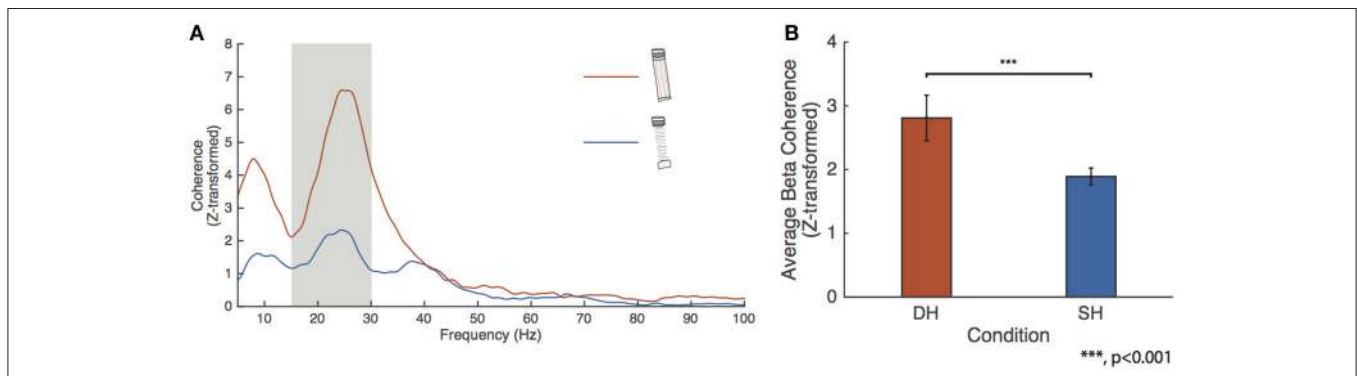 A
8
7
6
5
4
3
2
1
0
Coherence
(Z-transformed)
10 20 30 40 50 60 70 80 90 100
Frequency (Hz)
B
4
3
2
1
0
Average Beta Coherence
(Z-transformed)
***
DH SH
Condition
***, p<0.001